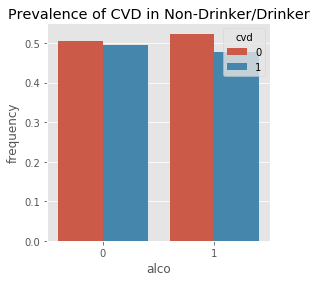 Prevalence of CVD in Non-Drinker/Drinker
cvd
0
1
0.5
0.4
0.3
0.2
0.1
0.0
frequency
0
1
alco